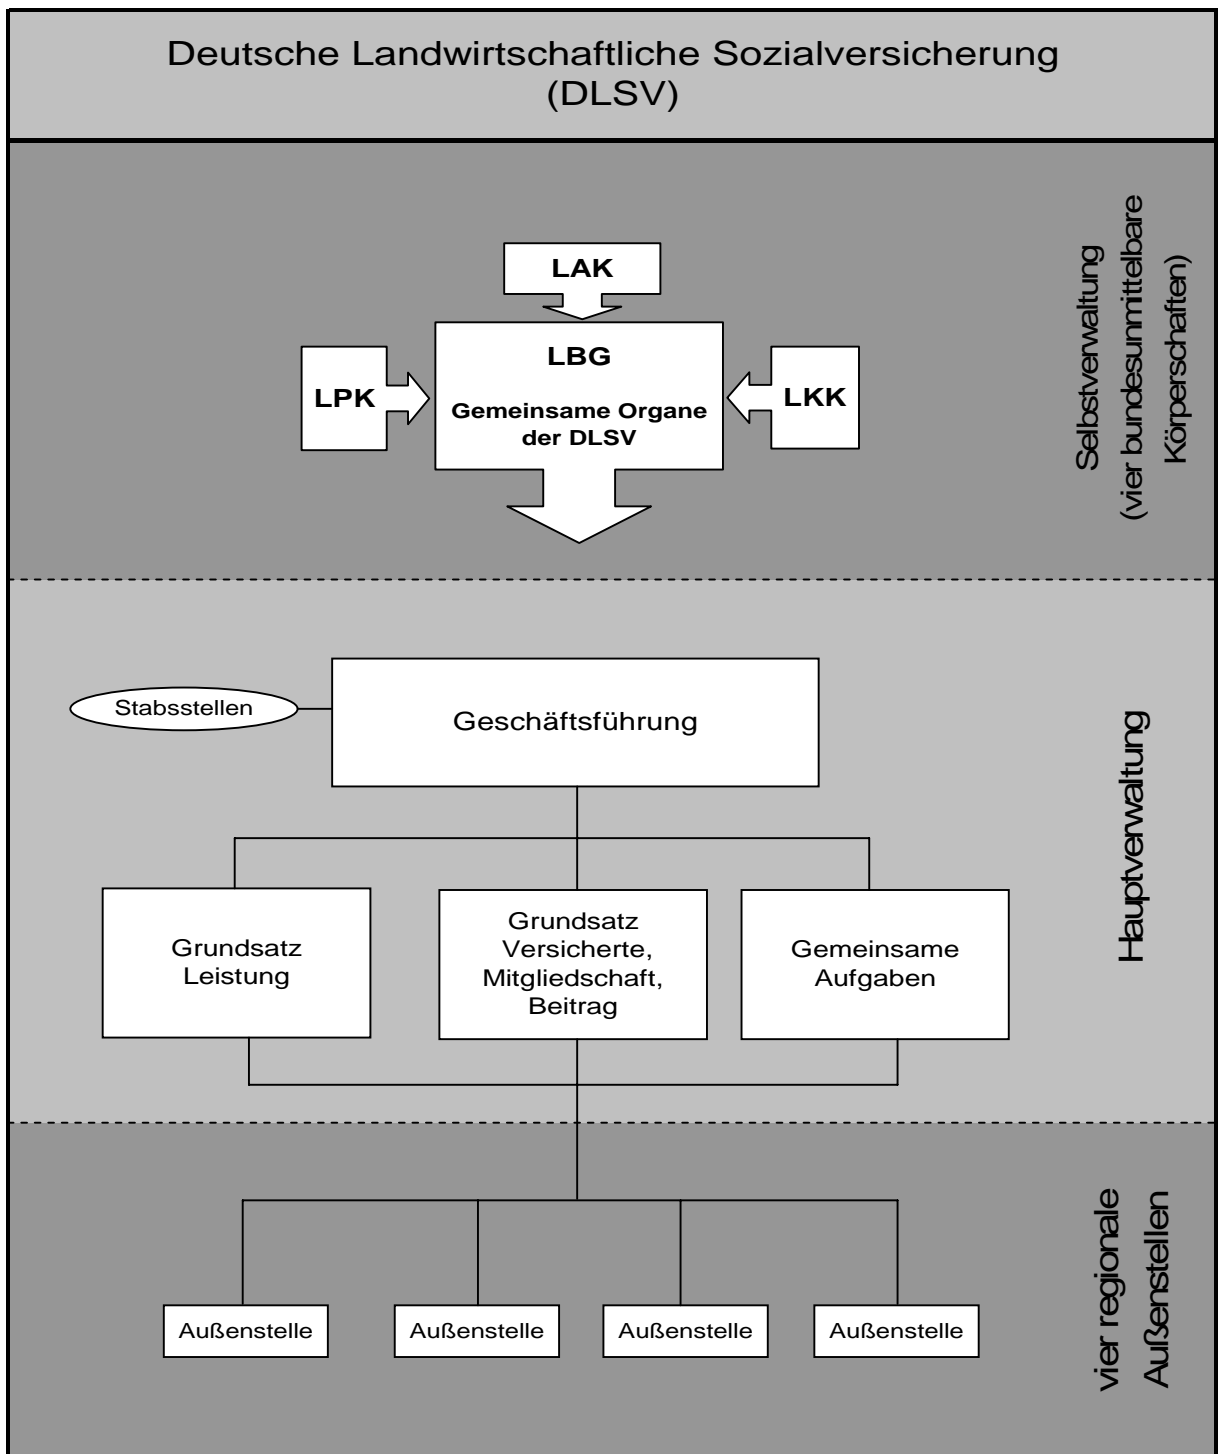 Deutsche Landwirtschaftliche Sozialversicherung
(DLSV)
LAK
LBG
Gemeinsame Organe
der DLSV
LPK
LKK
Selbstverwaltung
(vier bundesunmittelbare
Körperschaften)
Stabsstellen
Geschäftsführung
Grundsatz
Leistung
Grundsatz
Versicherte,
Mitgliedschaft,
Beitrag
Gemeinsame
Aufgaben
Hauptverwaltung
Außenstelle
Außenstelle
Außenstelle
Außenstelle
vier regionale
Außenstellen